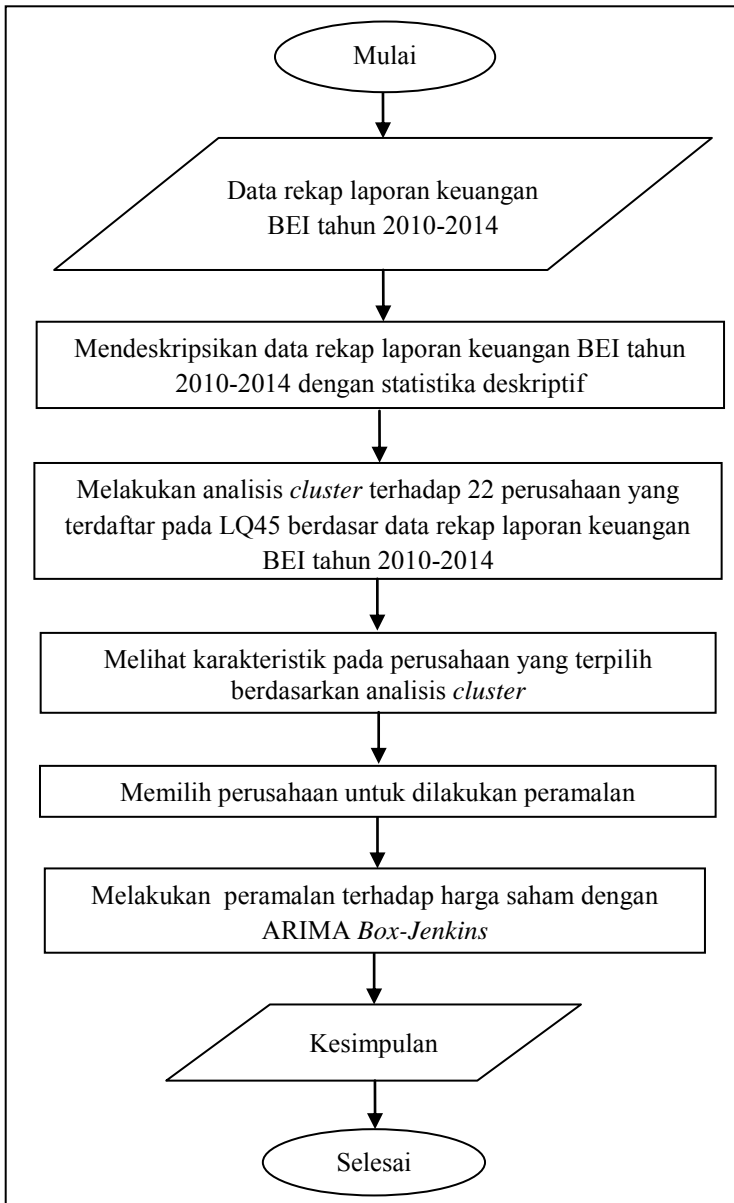 Mulai
Data rekap laporan keuangan
BEI tahun 2010-2014
Mendeskripsikan data rekap laporan keuangan BEI tahun
2010-2014 dengan statistika deskriptif
Melakukan analisis cluster terhadap 22 perusahaan yang
terdaftar pada LQ45 berdasar data rekap laporan keuangan
BEI tahun 2010-2014
Melihat karakteristik pada perusahaan yang terpilih
berdasarkan analisis cluster
Memilih perusahaan untuk dilakukan peramalan
Melakukan peramalan terhadap harga saham dengan
ARIMA Box-Jenkins
Kesimpulan
Selesai